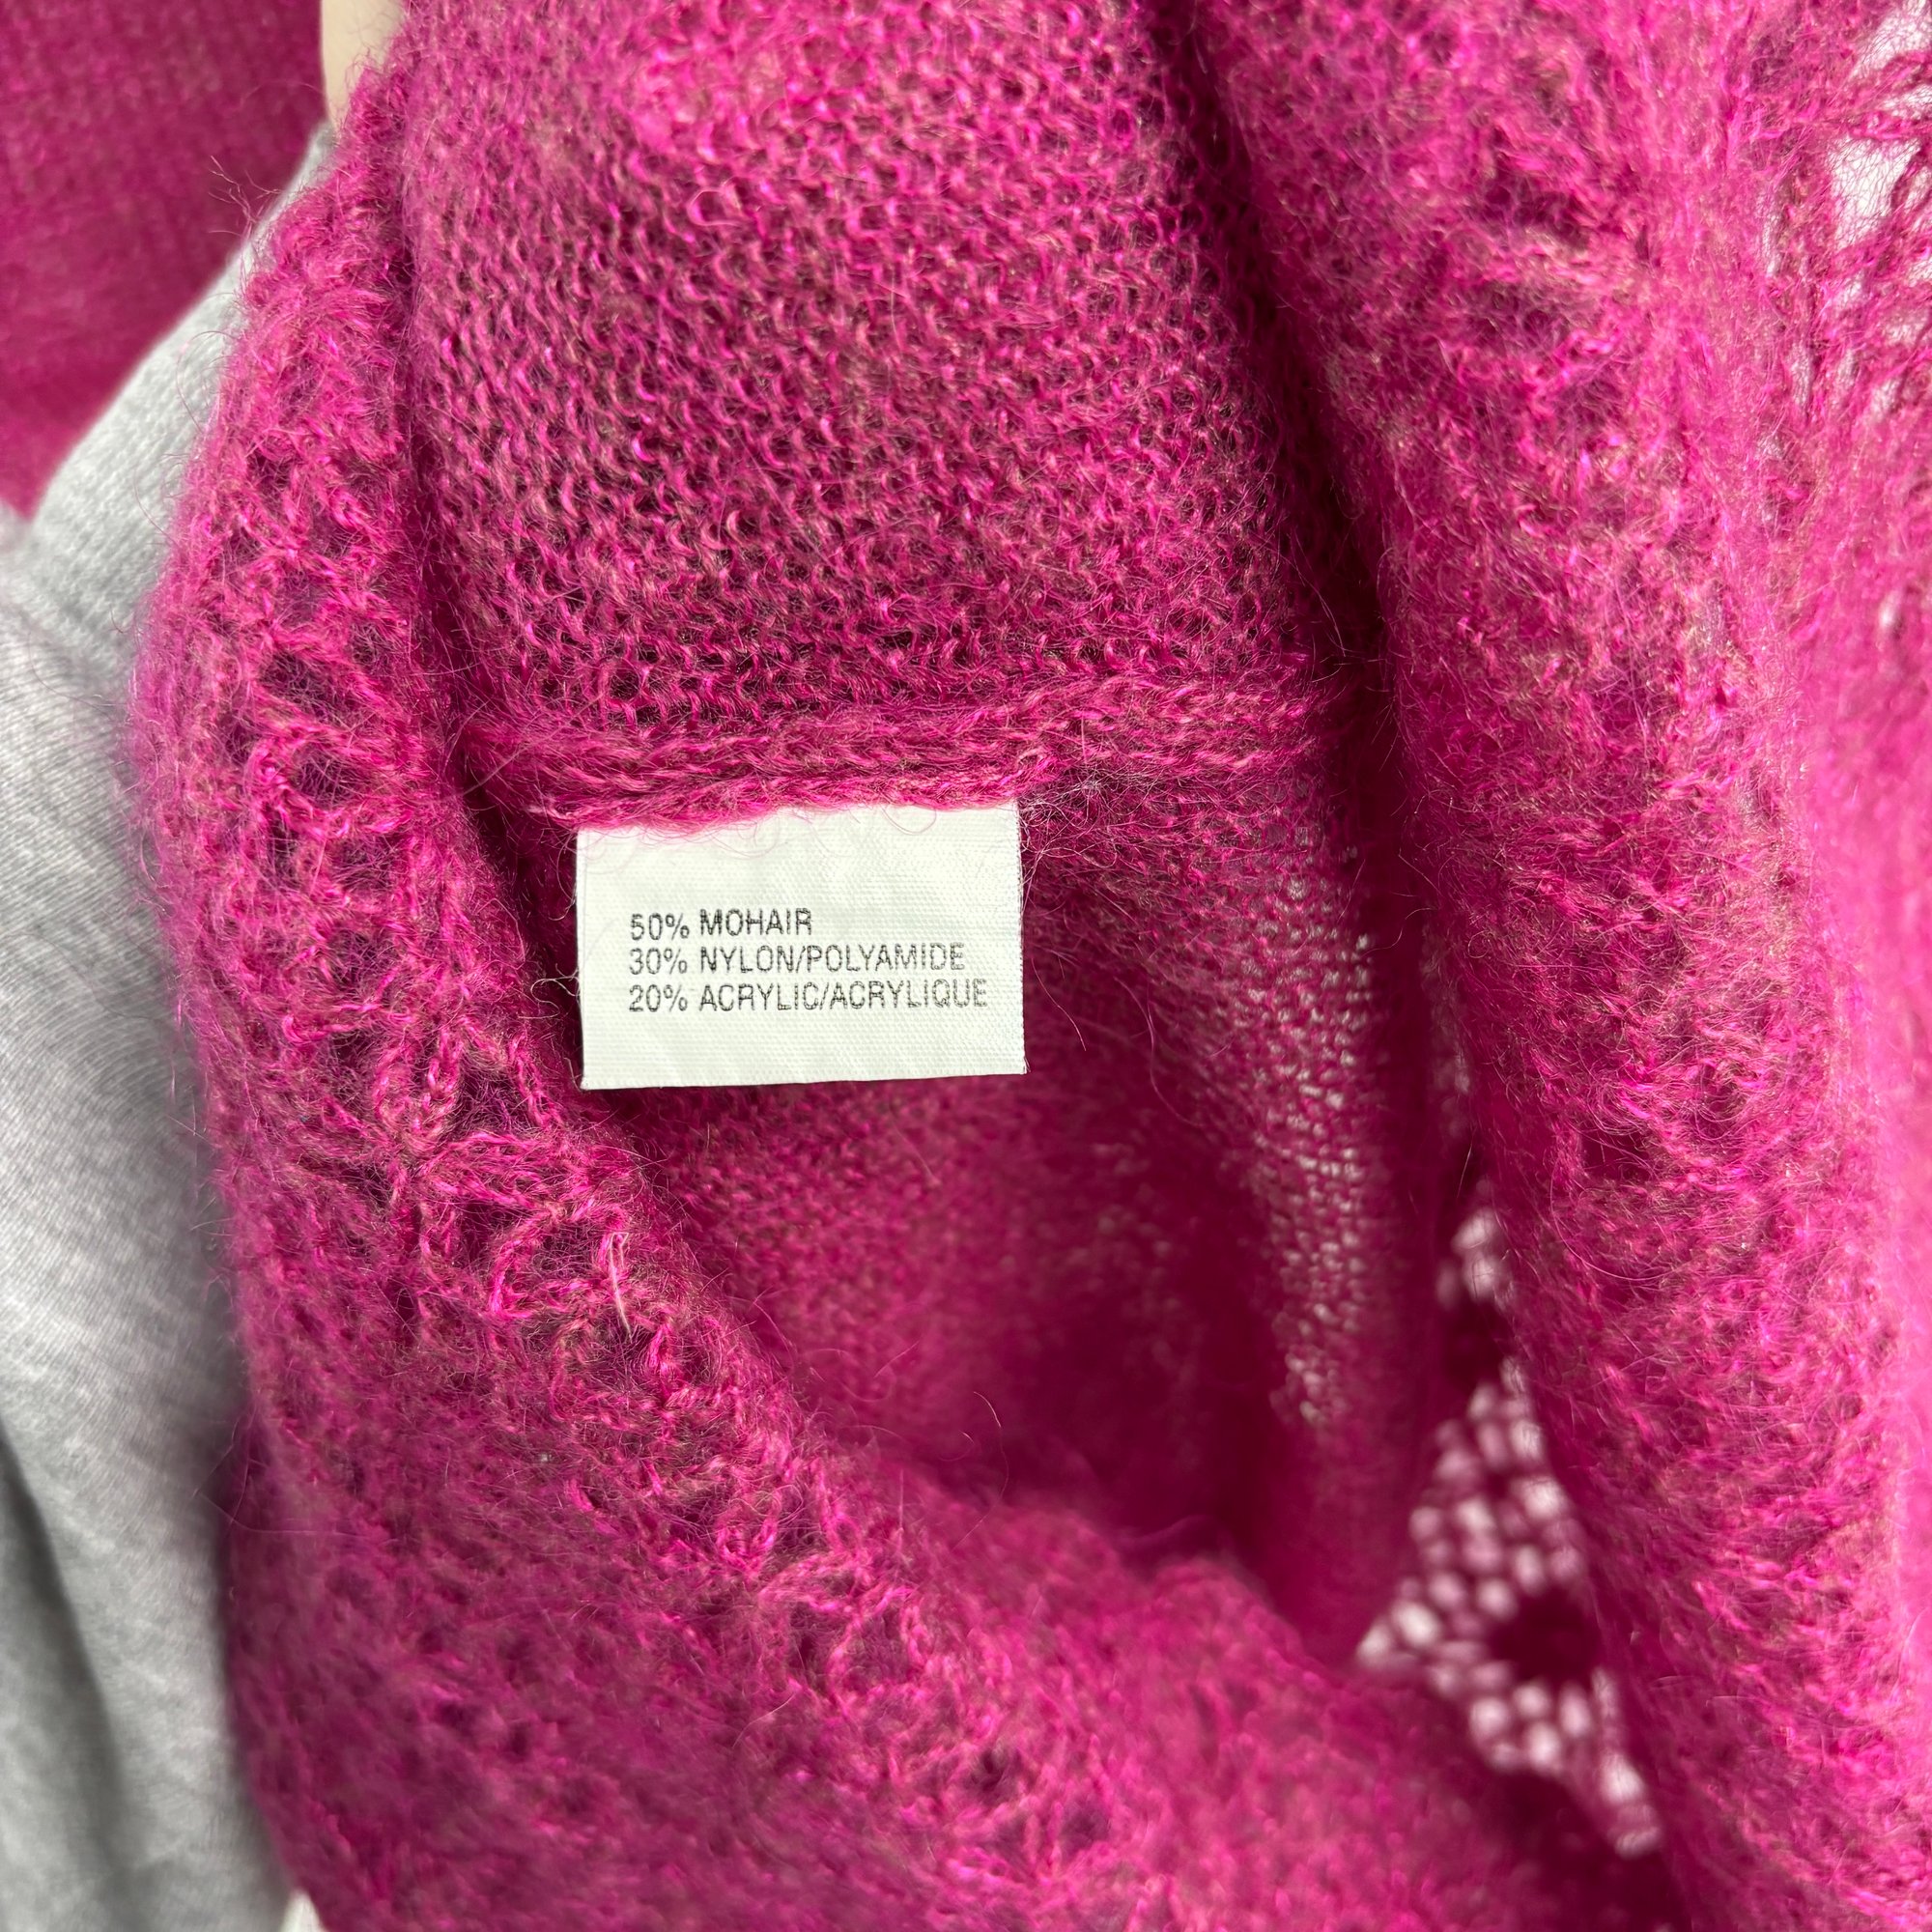 50% MOHAIR
30% NYLON/POLYAMIDE
20% ACRYLIC/ACRYLIQUE